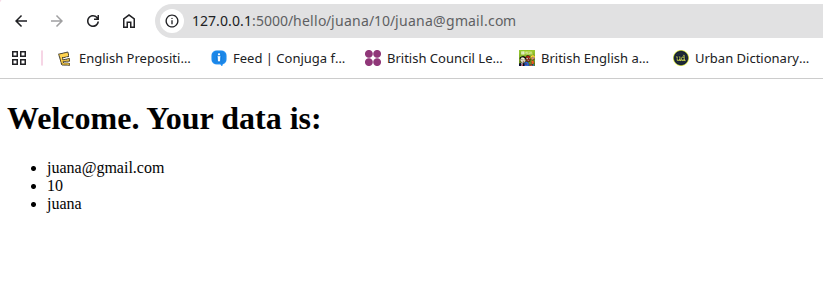 127.0.0.1:5000/hello/juana/10/juana@gmail.com
English Prepositi... Feed | Conjuga f... British Council Le... British English a... ud Urban Dictionary...
Welcome. Your data is:
juana@gmail.com
10
juana